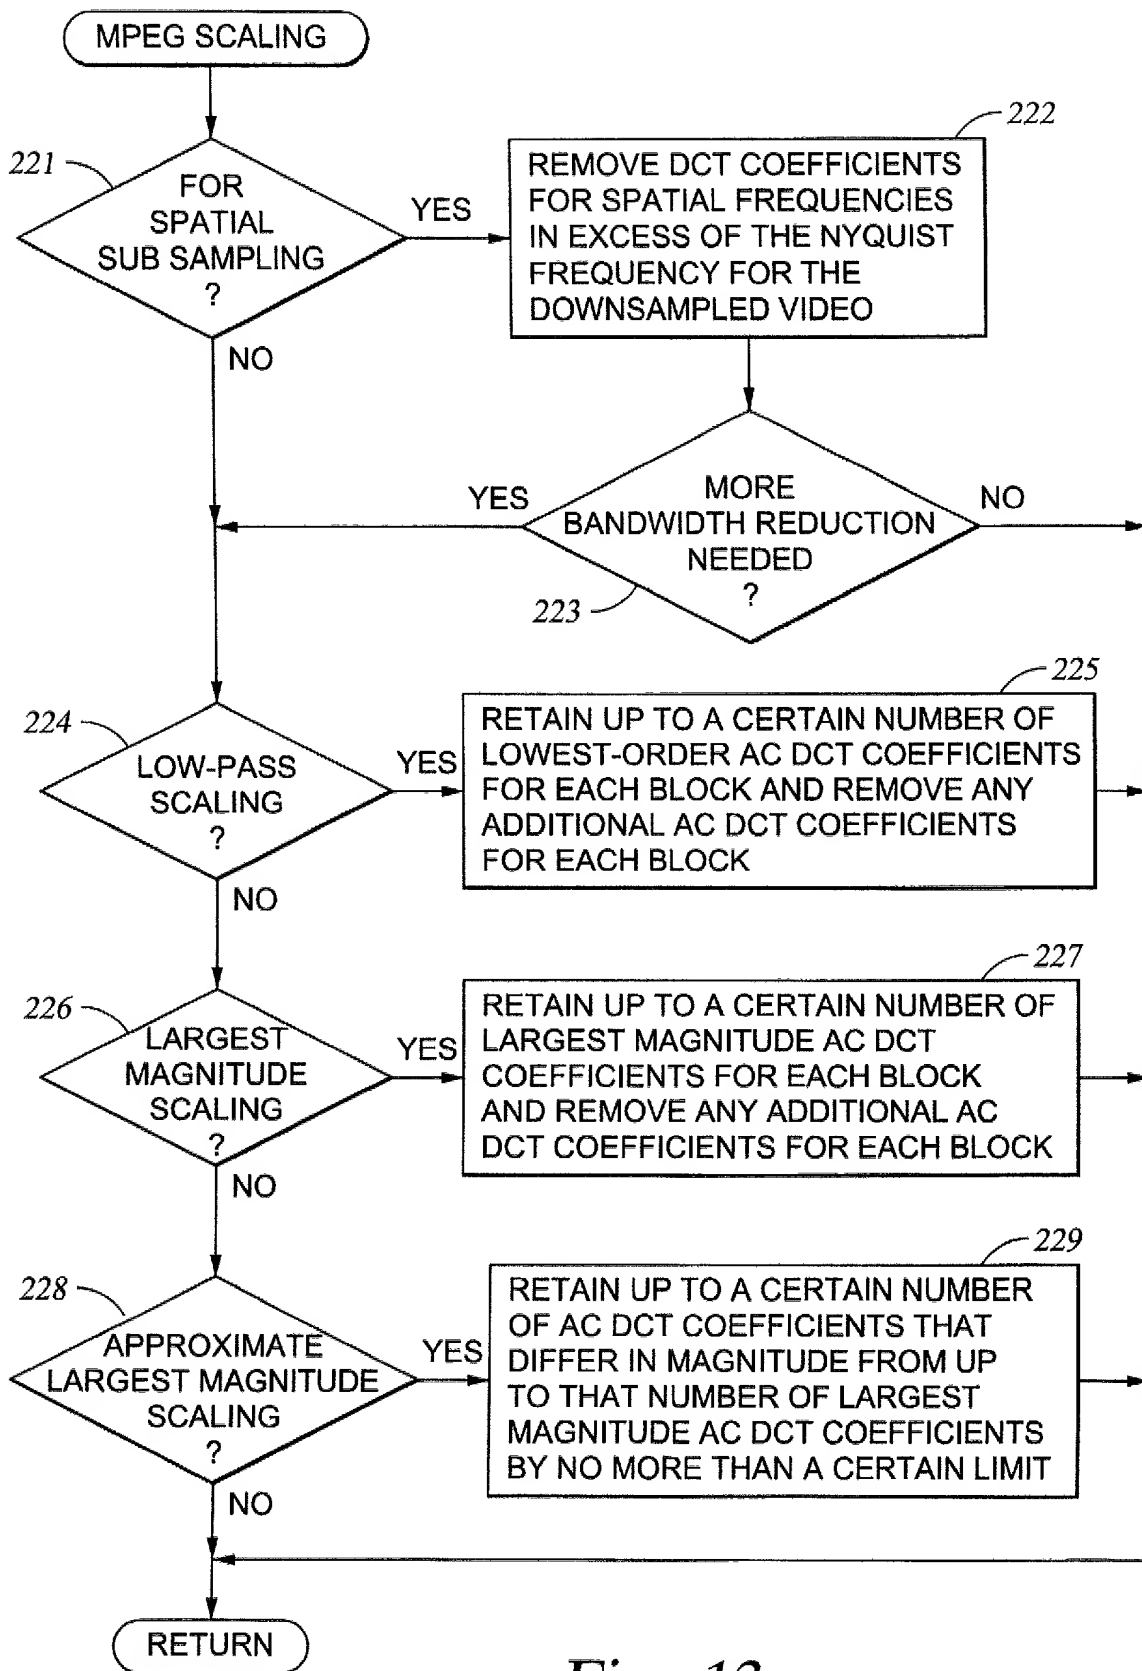 MPEG SCALING
221
FOR
SPATIAL
SUB SAMPLING
?
YES
NO
222
REMOVE DCT COEFFICIENTS
FOR SPATIAL FREQUENCIES
IN EXCESS OF THE NYQUIST
FREQUENCY FOR THE
DOWNSAMPLED VIDEO
YES
MORE
BANDWIDTH REDUCTION
NEEDED
?
NO
223
224
LOW-PASS
SCALING
?
YES
NO
225
RETAIN UP TO A CERTAIN NUMBER OF
LOWEST-ORDER AC DCT COEFFICIENTS
FOR EACH BLOCK AND REMOVE ANY
ADDITIONAL AC DCT COEFFICIENTS
FOR EACH BLOCK
226
LARGEST
MAGNITUDE
SCALING
?
YES
NO
227
RETAIN UP TO A CERTAIN NUMBER OF
LARGEST MAGNITUDE AC DCT
COEFFICIENTS FOR EACH BLOCK
AND REMOVE ANY ADDITIONAL AC
DCT COEFFICIENTS FOR EACH BLOCK
228
APPROXIMATE
LARGEST MAGNITUDE
SCALING
?
YES
NO
229
RETAIN UP TO A CERTAIN NUMBER
OF AC DCT COEFFICIENTS THAT
DIFFER IN MAGNITUDE FROM UP
TO THAT NUMBER OF LARGEST
MAGNITUDE AC DCT COEFFICIENTS
BY NO MORE THAN A CERTAIN LIMIT
RETURN